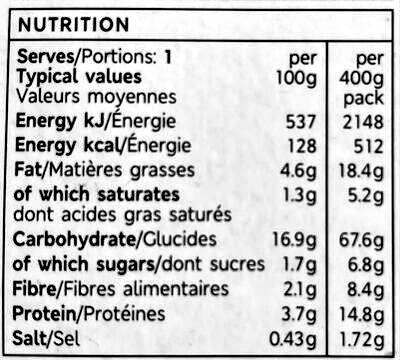 NUTRITION
Serves/Portions: 1 per per
Typical values 100g 400g
Valeurs moyennes pack
Energy kJ/Énergie 537 2148
Energy kcal/Énergie 128 512
Fat/Matières grasses 4.6g 18.4g
of which saturates 1.3g 5.2g
dont acides gras saturés
Carbohydrate/Glucides 16.9g 67.6g
of which sugars/dont sucres 1.7g 6.8g
Fibre/Fibres alimentaires 2.1g 8.4g
Protein/Protéines 3.7g 14.8g
Salt/Sel 0.43g 1.72g